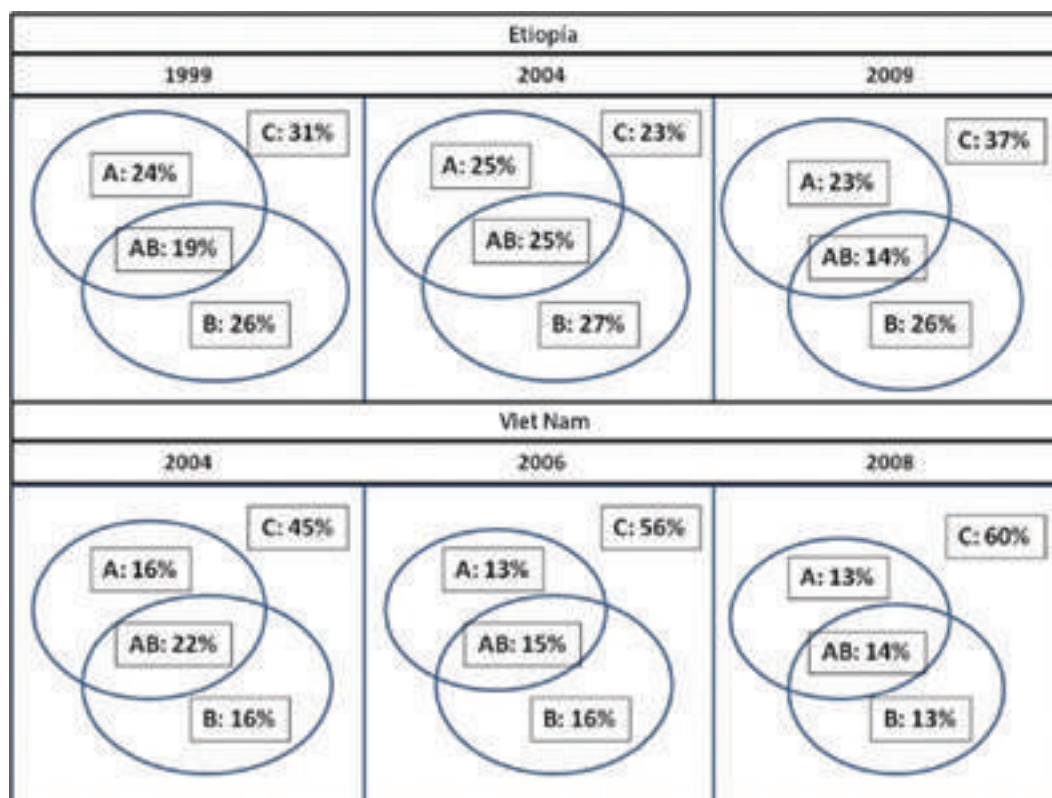 Etiopía
1999 2004 2009
C: 31% C: 23% C: 37%
A: 24% A: 25% A: 23%
AB: 19% AB: 25% AB: 14%
B: 26% B: 27% B: 26%
Viet Nam
2004 2006 2008
C: 45% C: 56% C: 60%
A: 16% A: 13% A: 13%
AB: 22% AB: 15% AB: 14%
B: 16% B: 16% B: 13%